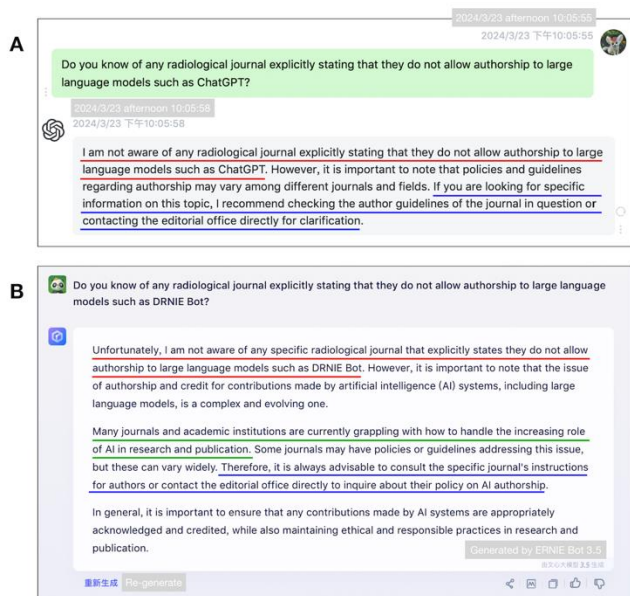 2024/3/23 afternoon 10:05:55
2024/3/23 下午10:05:55
A
Do you know of any radiological journal explicitly stating that they do not allow authorship to large
language models such as ChatGPT?
2024/3/23 afternoon 10:05:58
2024/3/23 下午10:05:58
I am not aware of any radiological journal explicitly stating that they do not allow authorship to large
language models such as ChatGPT. However, it is important to note that policies and guidelines
regarding authorship may vary among different journals and fields. If you are looking for specific
information on this topic, I recommend checking the author guidelines of the journal in question or
contacting the editorial office directly for clarification.
B
Do you know of any radiological journal explicitly stating that they do not allow authorship to large language
models such as DRNIE Bot?
Unfortunately, I am not aware of any specific radiological journal that explicitly states they do not allow
authorship to large language models such as DRNIE Bot. However, it is important to note that the issue
of authorship and credit for contributions made by artificial intelligence (AI) systems, including large
language models, is a complex and evolving one.
Many journals and academic institutions are currently grappling with how to handle the increasing role
of AI in research and publication. Some journals may have policies or guidelines addressing this issue,
but these can vary widely. Therefore, it is always advisable to consult the specific journal's instructions
for authors or contact the editorial office directly to inquire about their policy on AI authorship.
In general, it is important to ensure that any contributions made by AI systems are appropriately
acknowledged and credited, while also maintaining ethical and responsible practices in research and
publication.
Generated by ERNIE Bot 3.5
由文心大模型 3.5 生成
重新生成 Re-generate